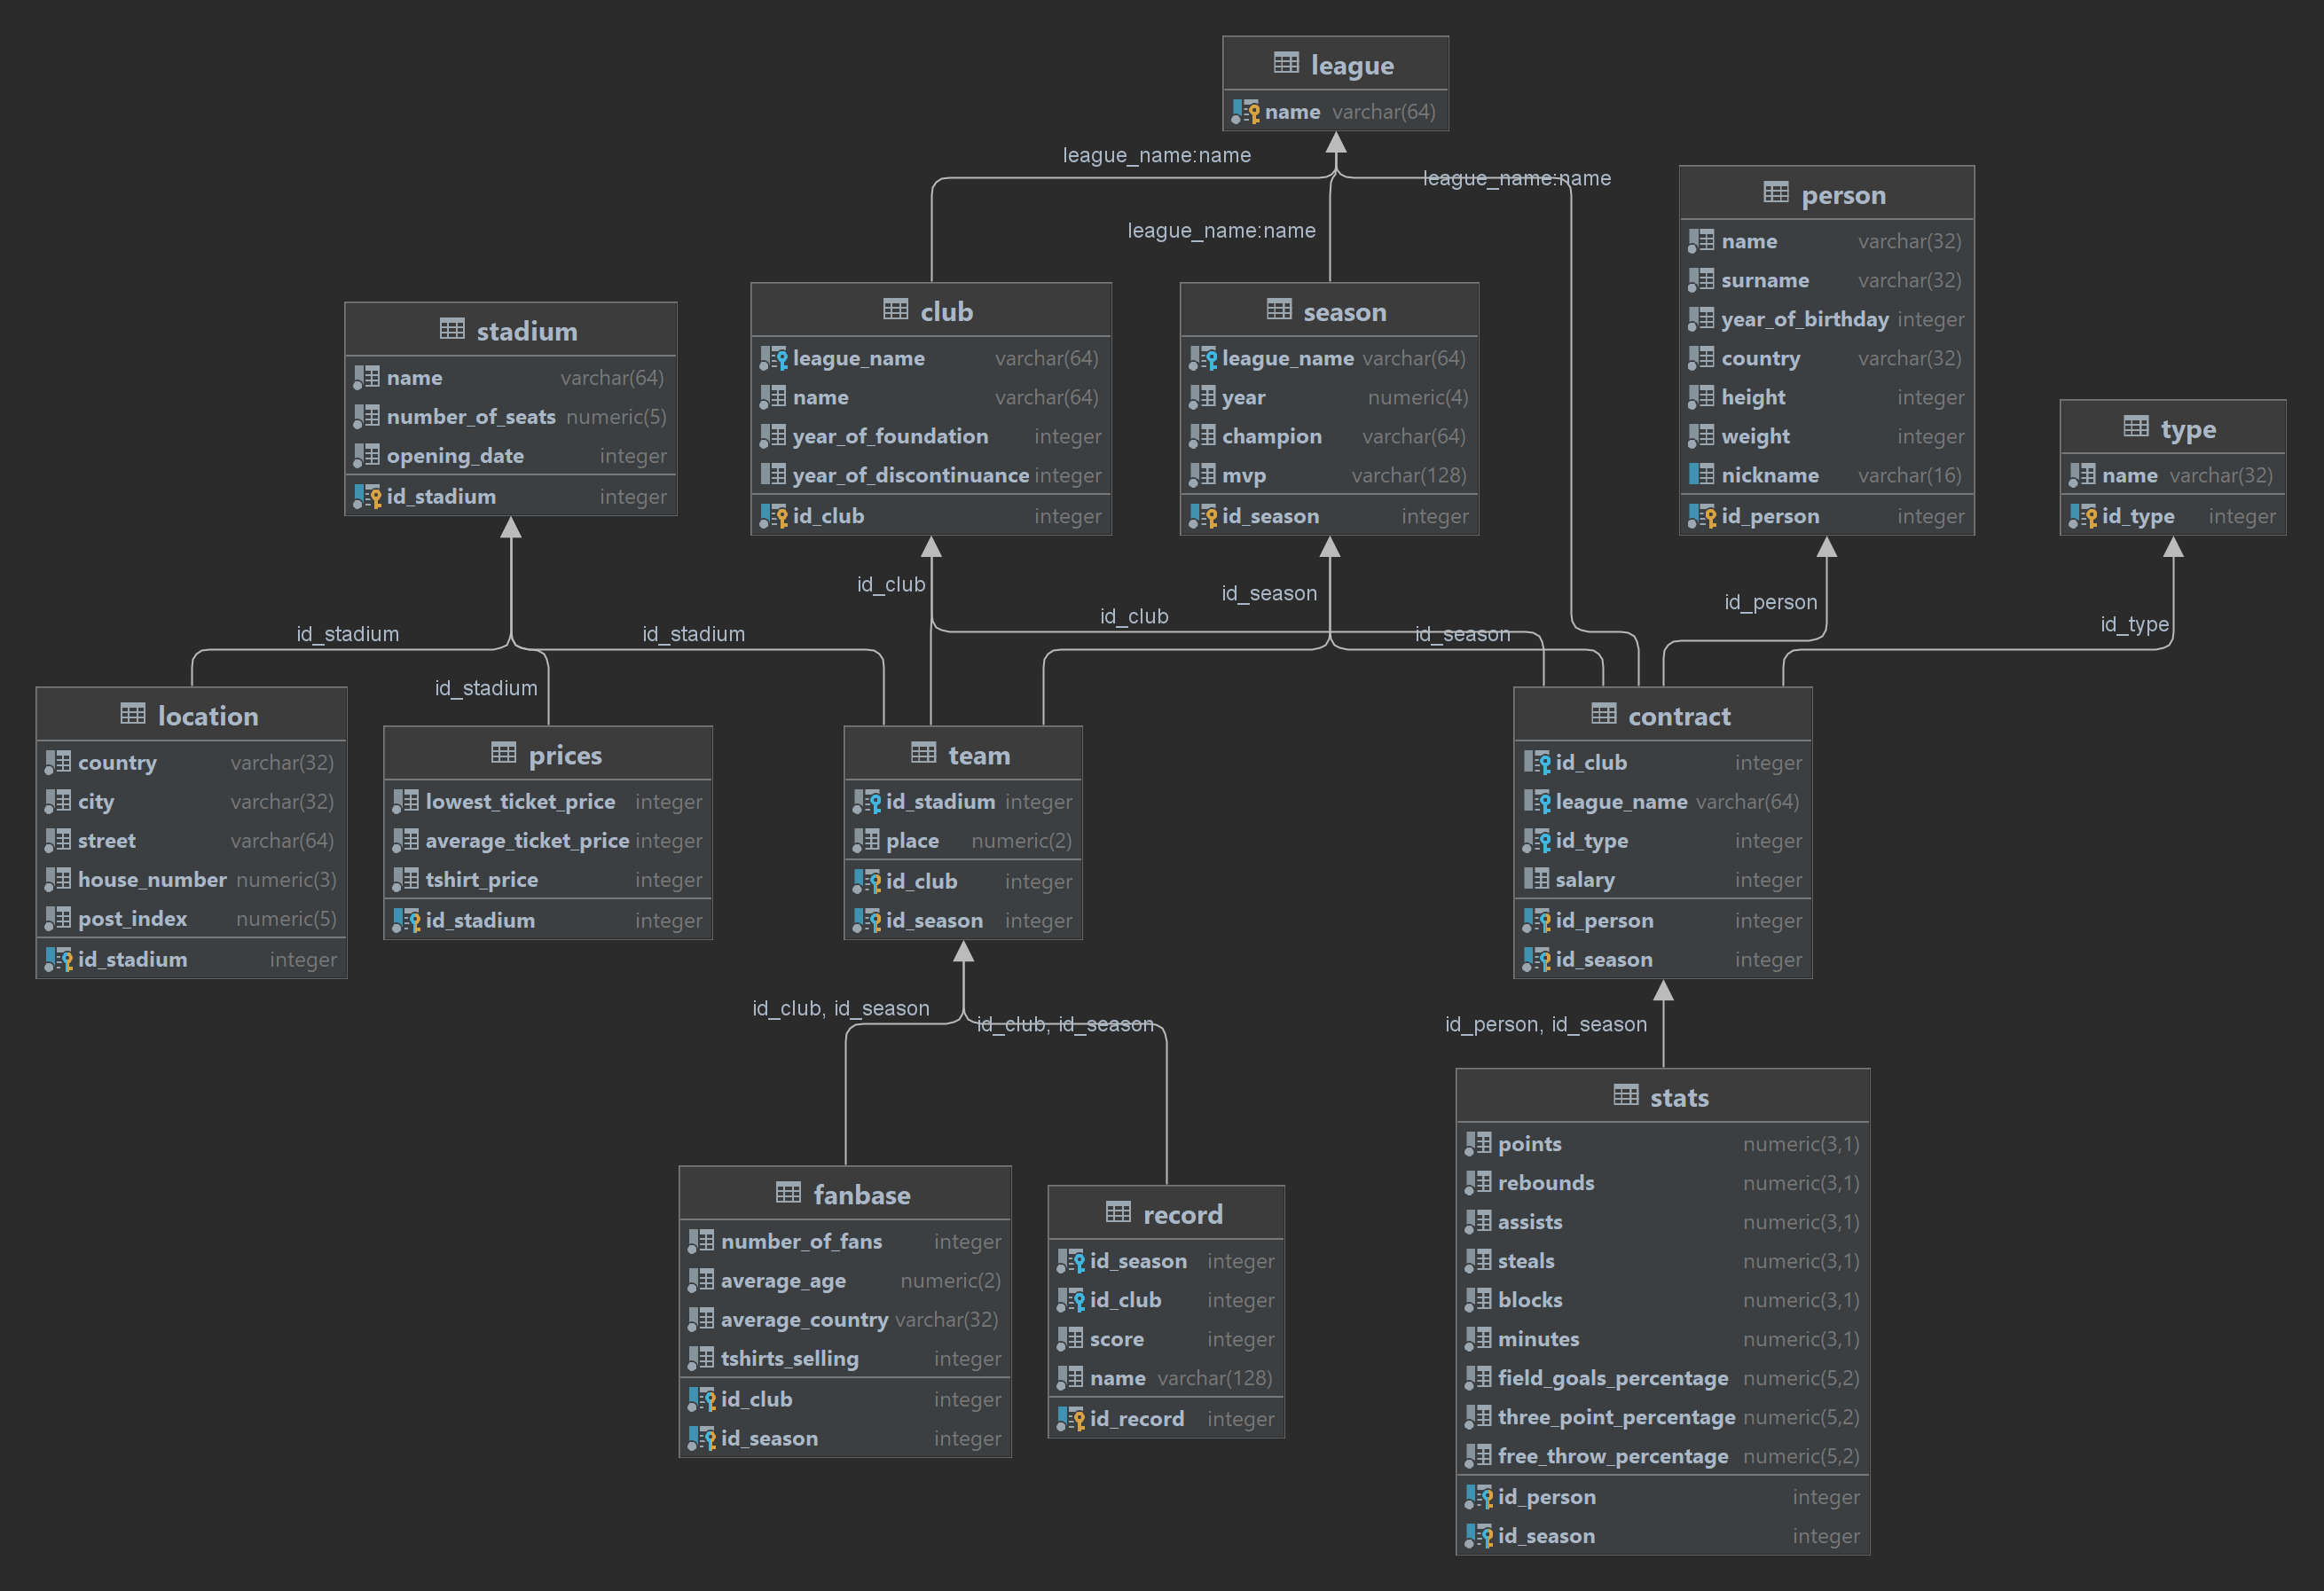 league
name varchar(64)
league_name:name
league_name:name
league_name:name
person
name varchar(32)
surname varchar(32)
year_of_birthday integer
country varchar(32)
height integer
weight integer
nickname varchar(16)
id_person integer
stadium
name varchar(64)
number_of_seats numeric(5)
opening_date integer
id_stadium integer
club
league_name varchar(64)
name varchar(64)
year_of_foundation integer
year_of_discontinuance integer
id_club integer
season
league_name varchar(64)
year numeric(4)
champion varchar(64)
mvp varchar(128)
id_season integer
type
name varchar(32)
id_type integer
id_club
id_season
id_club
id_person
id_type
id_stadium
id_stadium
id_season
id_stadium
location
country varchar(32)
city varchar(32)
street varchar(64)
house_number numeric(3)
post_index numeric(5)
id_stadium integer
prices
lowest_ticket_price integer
average_ticket_price integer
tshirt_price integer
id_stadium integer
team
id_stadium integer
place numeric(2)
id_club integer
id_season integer
contract
id_club integer
league_name varchar(64)
id_type integer
salary integer
id_person integer
id_season integer
id_club, id_season
id_club, id_season
id_person, id_season
fanbase
number_of_fans integer
average_age numeric(2)
average_country varchar(32)
tshirts_selling integer
id_club integer
id_season integer
record
id_season integer
id_club integer
score integer
name varchar(128)
id_record integer
stats
points numeric(3,1)
rebounds numeric(3,1)
assists numeric(3,1)
steals numeric(3,1)
blocks numeric(3,1)
minutes numeric(3,1)
field_goals_percentage numeric(5,2)
three_point_percentage numeric(5,2)
free_throw_percentage numeric(5,2)
id_person integer
id_season integer